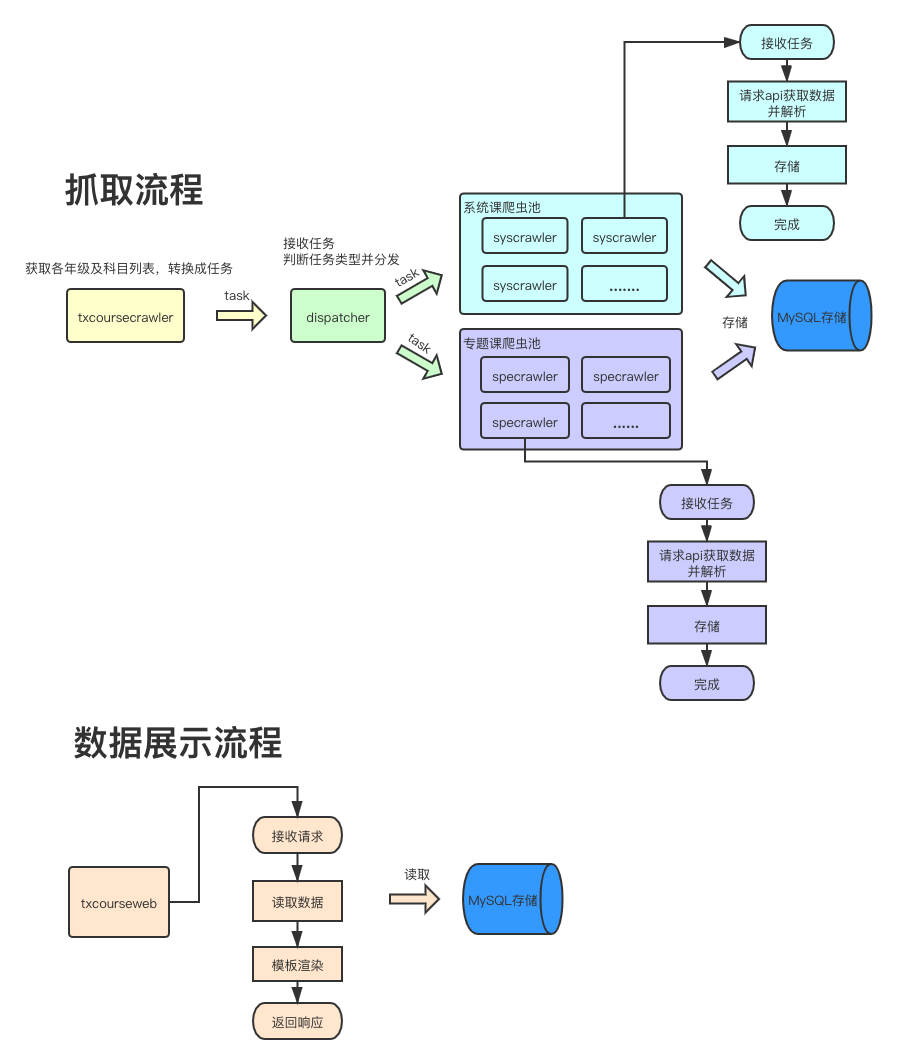 接收任务
请求api获取数据
并解析
存储
完成
抓取流程
获取各年级及科目列表，转换成任务
txcoursecrawler
task
接收任务
判断任务类型并分发
dispatcher
task
task
系统课爬虫池
syscrawler
syscrawler
syscrawler
.......
专题课爬虫池
specrawler
specrawler
specrawler
......
存储
MySQL存储
接收任务
请求api获取数据
并解析
存储
完成
数据展示流程
txcourseweb
接收请求
读取数据
模板渲染
返回响应
读取
MySQL存储